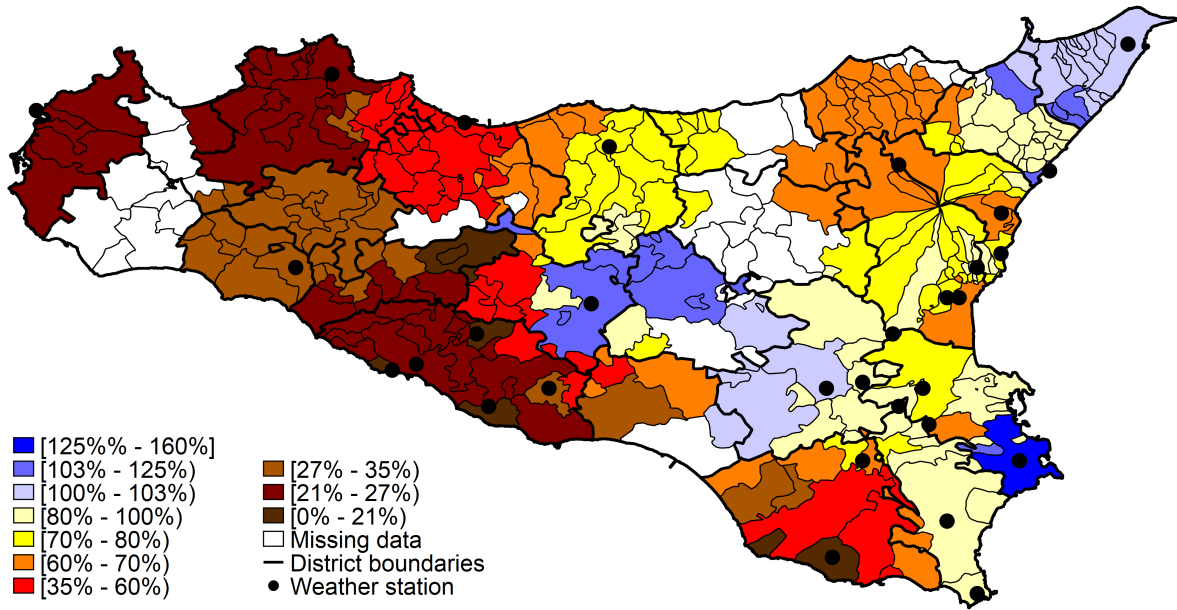 [125%% - 160%]
[103% - 125%)
[100% - 103%)
[80% - 100%)
[70% - 80%)
[60% - 70%)
[35% - 60%)
[27% - 35%)
[21% - 27%)
[0% - 21%)
Missing data
District boundaries
Weather station